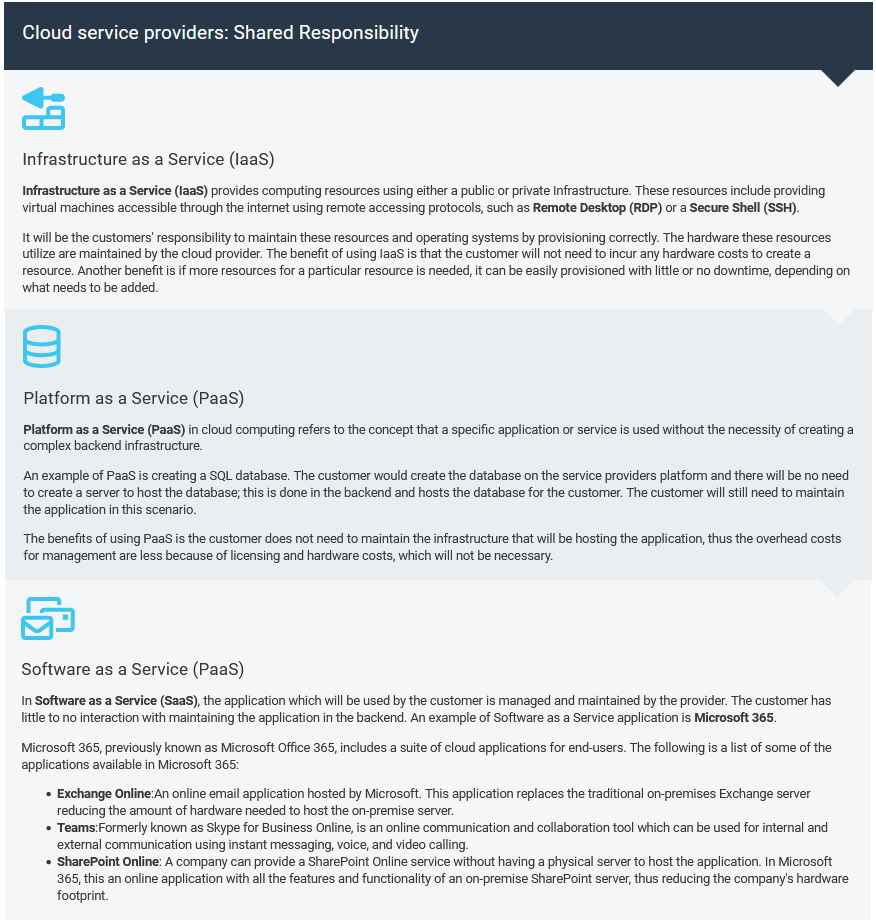 Cloud service providers: Shared Responsibility
Infrastructure as a Service (IaaS)
Infrastructure as a Service (IaaS) provides computing resources using either a public or private Infrastructure. These resources include providing
virtual machines accessible through the internet using remote accessing protocols, such as Remote Desktop (RDP) or a Secure Shell (SSH).
It will be the customers' responsibility to maintain these resources and operating systems by provisioning correctly. The hardware these resources
utilize are maintained by the cloud provider. The benefit of using IaaS is that the customer will not need to incur any hardware costs to create a
resource. Another benefit is if more resources for a particular resource is needed, it can be easily provisioned with little or no downtime, depending on
what needs to be added.
Platform as a Service (PaaS)
Platform as a Service (PaaS) in cloud computing refers to the concept that a specific application or service is used without the necessity of creating a
complex backend infrastructure.
An example of PaaS is creating a SQL database. The customer would create the database on the service providers platform and there will be no need
to create a server to host the database; this is done in the backend and hosts the database for the customer. The customer will still need to maintain
the application in this scenario.
The benefits of using PaaS is the customer does not need to maintain the infrastructure that will be hosting the application, thus the overhead costs
for management are less because of licensing and hardware costs, which will not be necessary.
Software as a Service (PaaS)
In Software as a Service (SaaS), the application which will be used by the customer is managed and maintained by the provider. The customer has
little to no interaction with maintaining the application in the backend. An example of Software as a Service application is Microsoft 365.
Microsoft 365, previously known as Microsoft Office 365, includes a suite of cloud applications for end-users. The following is a list of some of the
applications available in Microsoft 365:
• Exchange Online:An online email application hosted by Microsoft. This application replaces the traditional on-premises Exchange server
reducing the amount of hardware needed to host the on-premise server.
• Teams:Formerly known as Skype for Business Online, is an online communication and collaboration tool which can be used for internal and
external communication using instant messaging, voice, and video calling.
• SharePoint Online: A company can provide a SharePoint Online service without having a physical server to host the application. In Microsoft
365, this an online application with all the features and functionality of an on-premise SharePoint server, thus reducing the company's hardware
footprint.